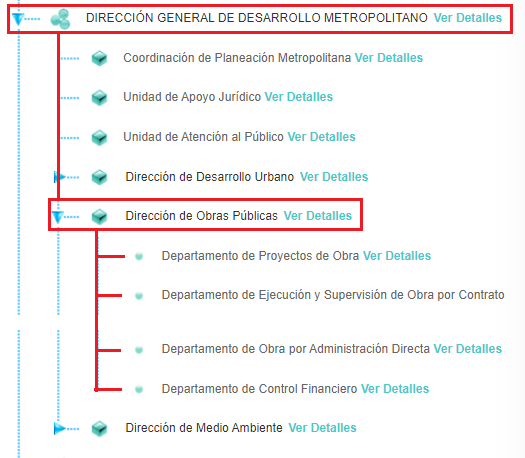 DIRECCIÓN GENERAL DE DESARROLLO METROPOLITANO Ver Detalles
Coordinación de Planeación Metropolitana Ver Detalles
Unidad de Apoyo Jurídico Ver Detalles
Unidad de Atención al Público Ver Detalles
Dirección de Desarrollo Urbano Ver Detalles
Dirección de Obras Públicas Ver Detalles
Departamento de Proyectos de Obra Ver Detalles
Departamento de Ejecución y Supervisión de Obra por Contrato
Departamento de Obra por Administración Directa Ver Detalles
Departamento de Control Financiero Ver Detalles
Dirección de Medio Ambiente Ver Detalles